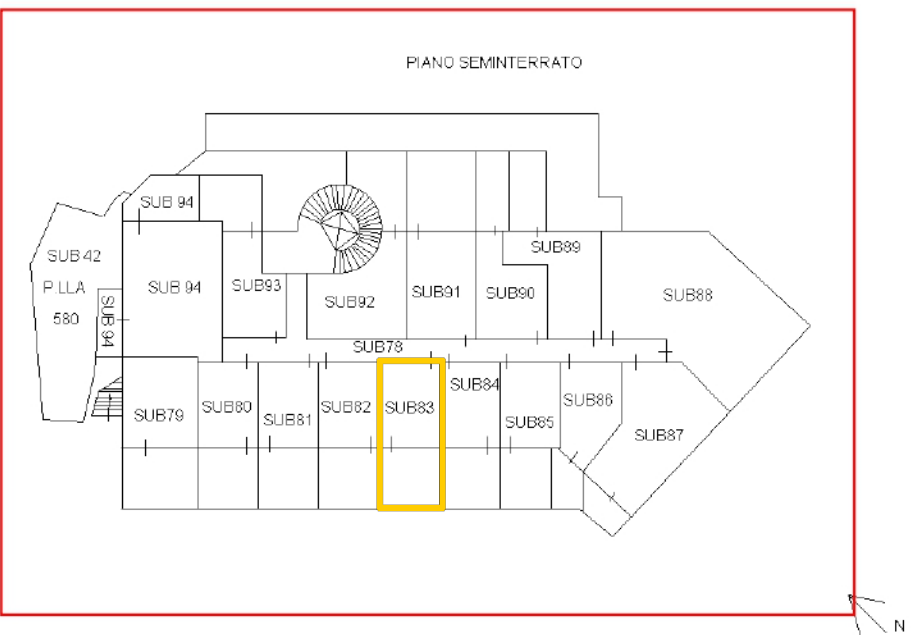 PIANO SEMINTERRATO
SUB 94
SUB 42
P.LLA
580
SUB 94
SUB 94
SUB93
SUB92
SUB91
SUB90
SUB89
SUB88
SUB78
SUB79
SUB80
SUB81
SUB82
SUB83
SUB84
SUB85
SUB86
SUB87
N